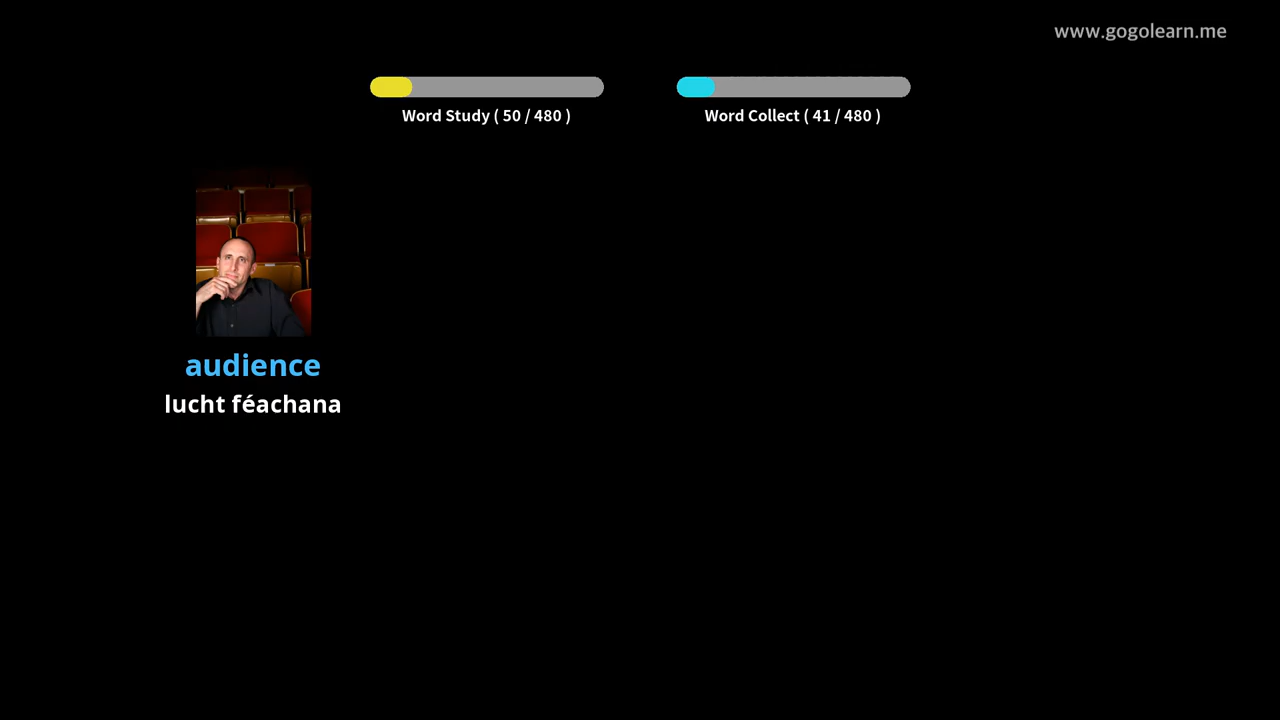 www.gogolearn.me
Word Study ( 50 / 480 )
Word Collect ( 41 / 480 )
audience
lucht féachana